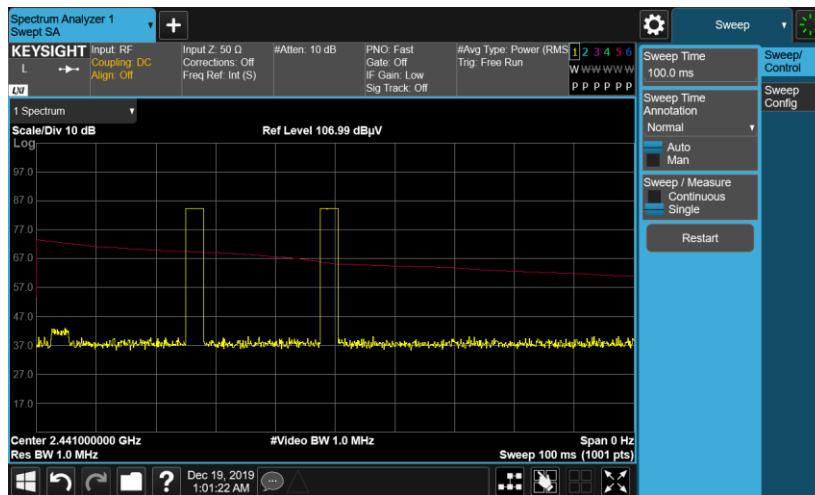 Spectrum Analyzer 1
Swept SA
+
Sweep
KEYSIGHT
L
LXI
Input: RF
Coupling: DC
Align: Off
Input Z: 50 Ω
Corrections: Off
Freq Ref: Int (S)
#Atten: 10 dB
PNO: Fast
Gate: Off
IF Gain: Low
Sig Track: Off
#Avg Type: Power (RMS
Trig: Free Run
1 2 3 4 5 6
W W W W W W
P P P P P P
1 Spectrum
Scale/Div 10 dB
Ref Level 106.99 dBµV
Log
97.0
87.0
77.0
67.0
57.0
47.0
37.0
27.0
17.0
Center 2.441000000 GHz
#Video BW 1.0 MHz
Span 0 Hz
Res BW 1.0 MHz
Sweep 100 ms (1001 pts)
?
Dec 19, 2019
1:01:22 AM
Sweep Time
100.0 ms
Sweep Time
Annotation
Normal
Auto
Man
Sweep / Measure
Continuous
Single
Restart
Sweep/
Control
Sweep
Config